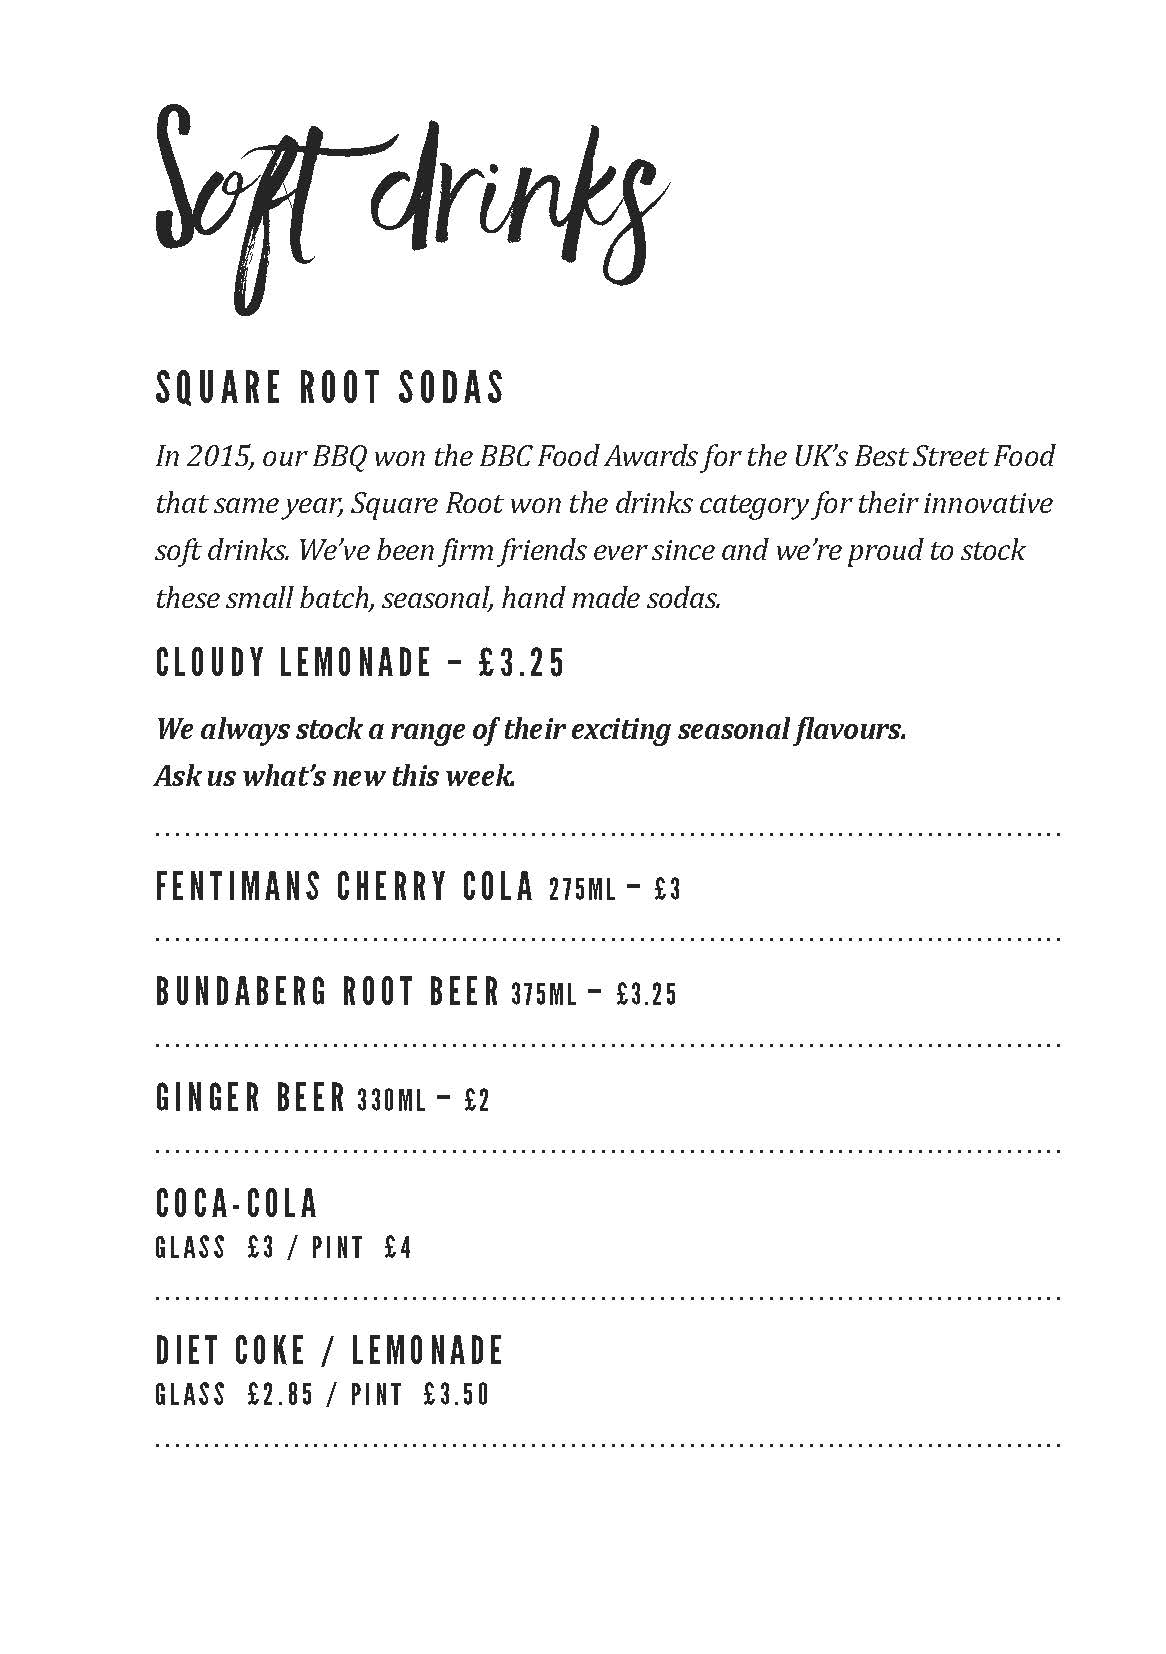 Soft drinks
SQUARE ROOT SODAS
In 2015, our BBQ won the BBC Food Awards for the UK’s Best Street Food
that same year, Square Root won the drinks category for their innovative
soft drinks. We’ve been firm friends ever since and we’re proud to stock
these small batch, seasonal, hand made sodas.
CLOUDY LEMONADE – £3.25
We always stock a range of their exciting seasonal flavours.
Ask us what’s new this week.
FENTIMANS CHERRY COLA 275ML – £3
BUNDABERG ROOT BEER 375ML – £3.25
GINGER BEER 330ML – £2
COCA-COLA
GLASS £3 / PINT £4
DIET COKE / LEMONADE
GLASS £2.85 / PINT £3.50